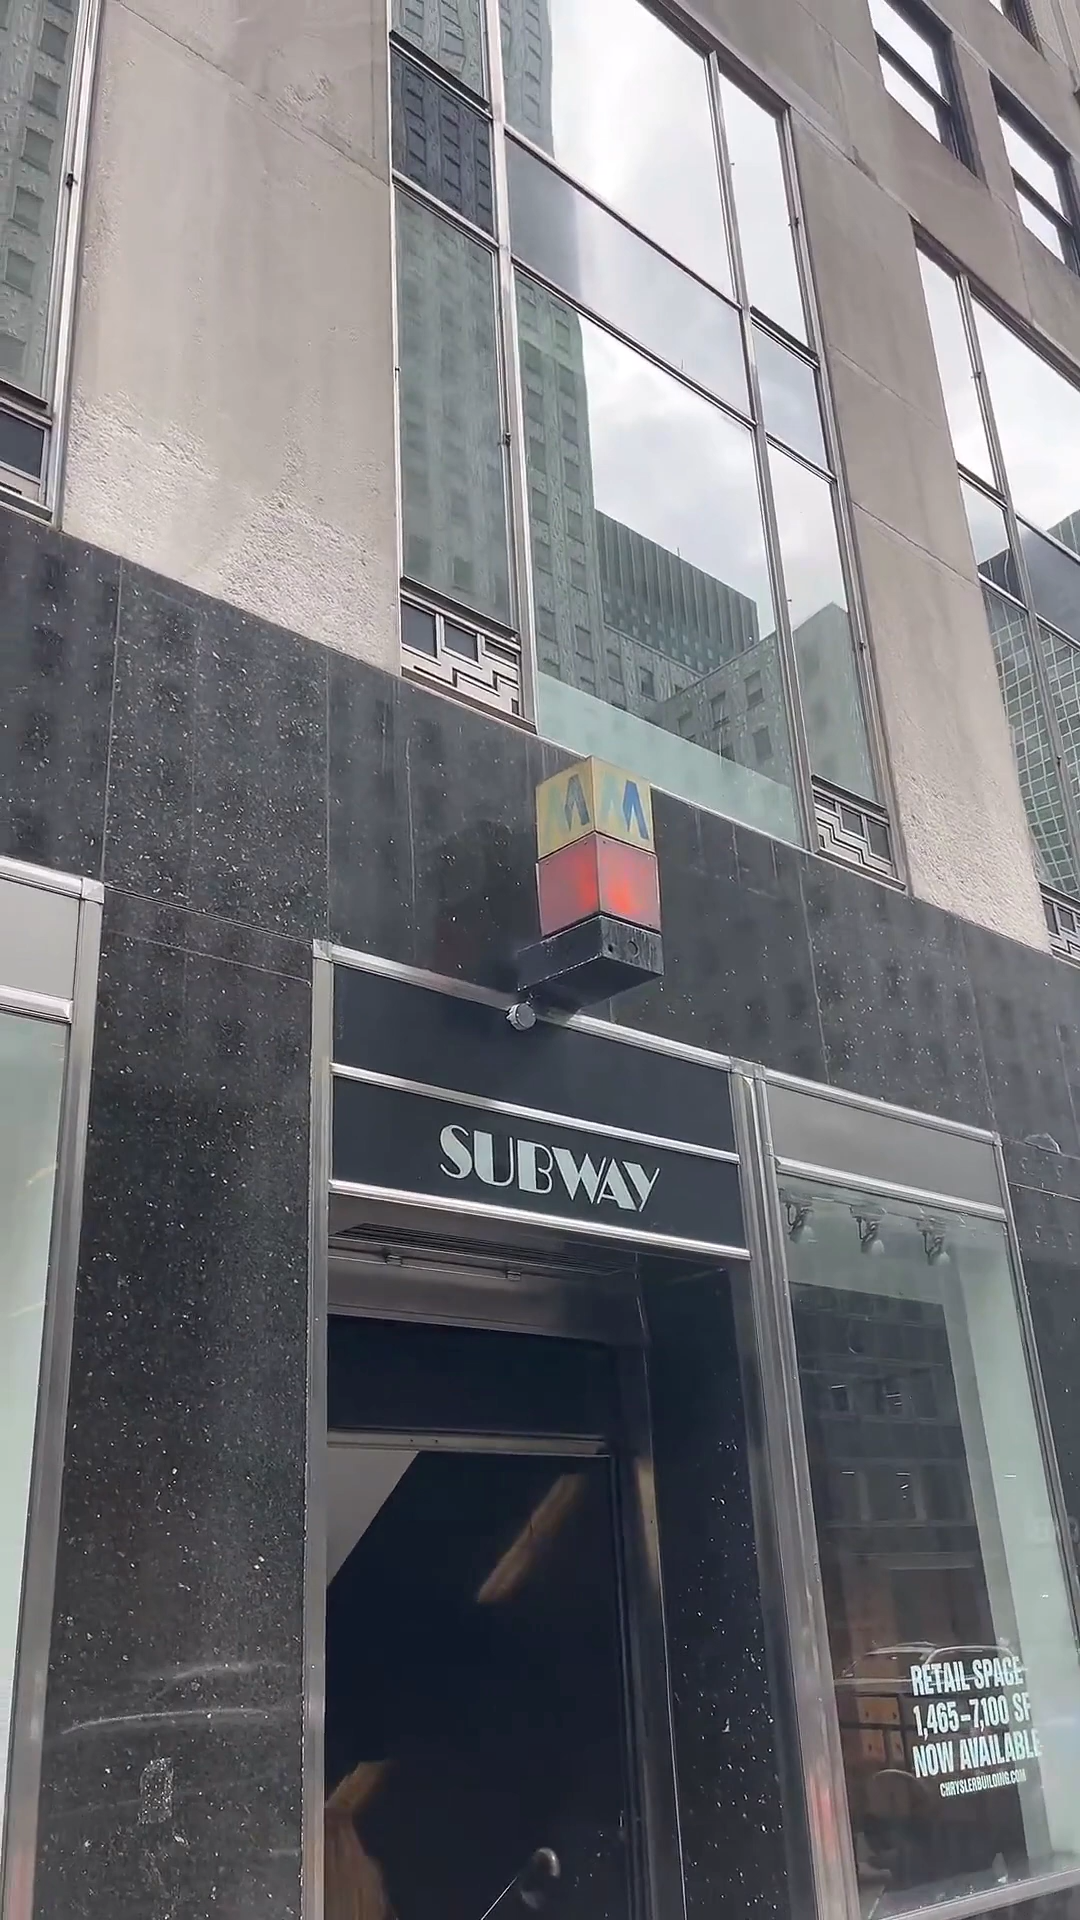 M M
SUBWAY
RETAIL SPACE
1,465-7,100 SF
NOW AVAILABLE
CHRYSLERBUILDING.COM